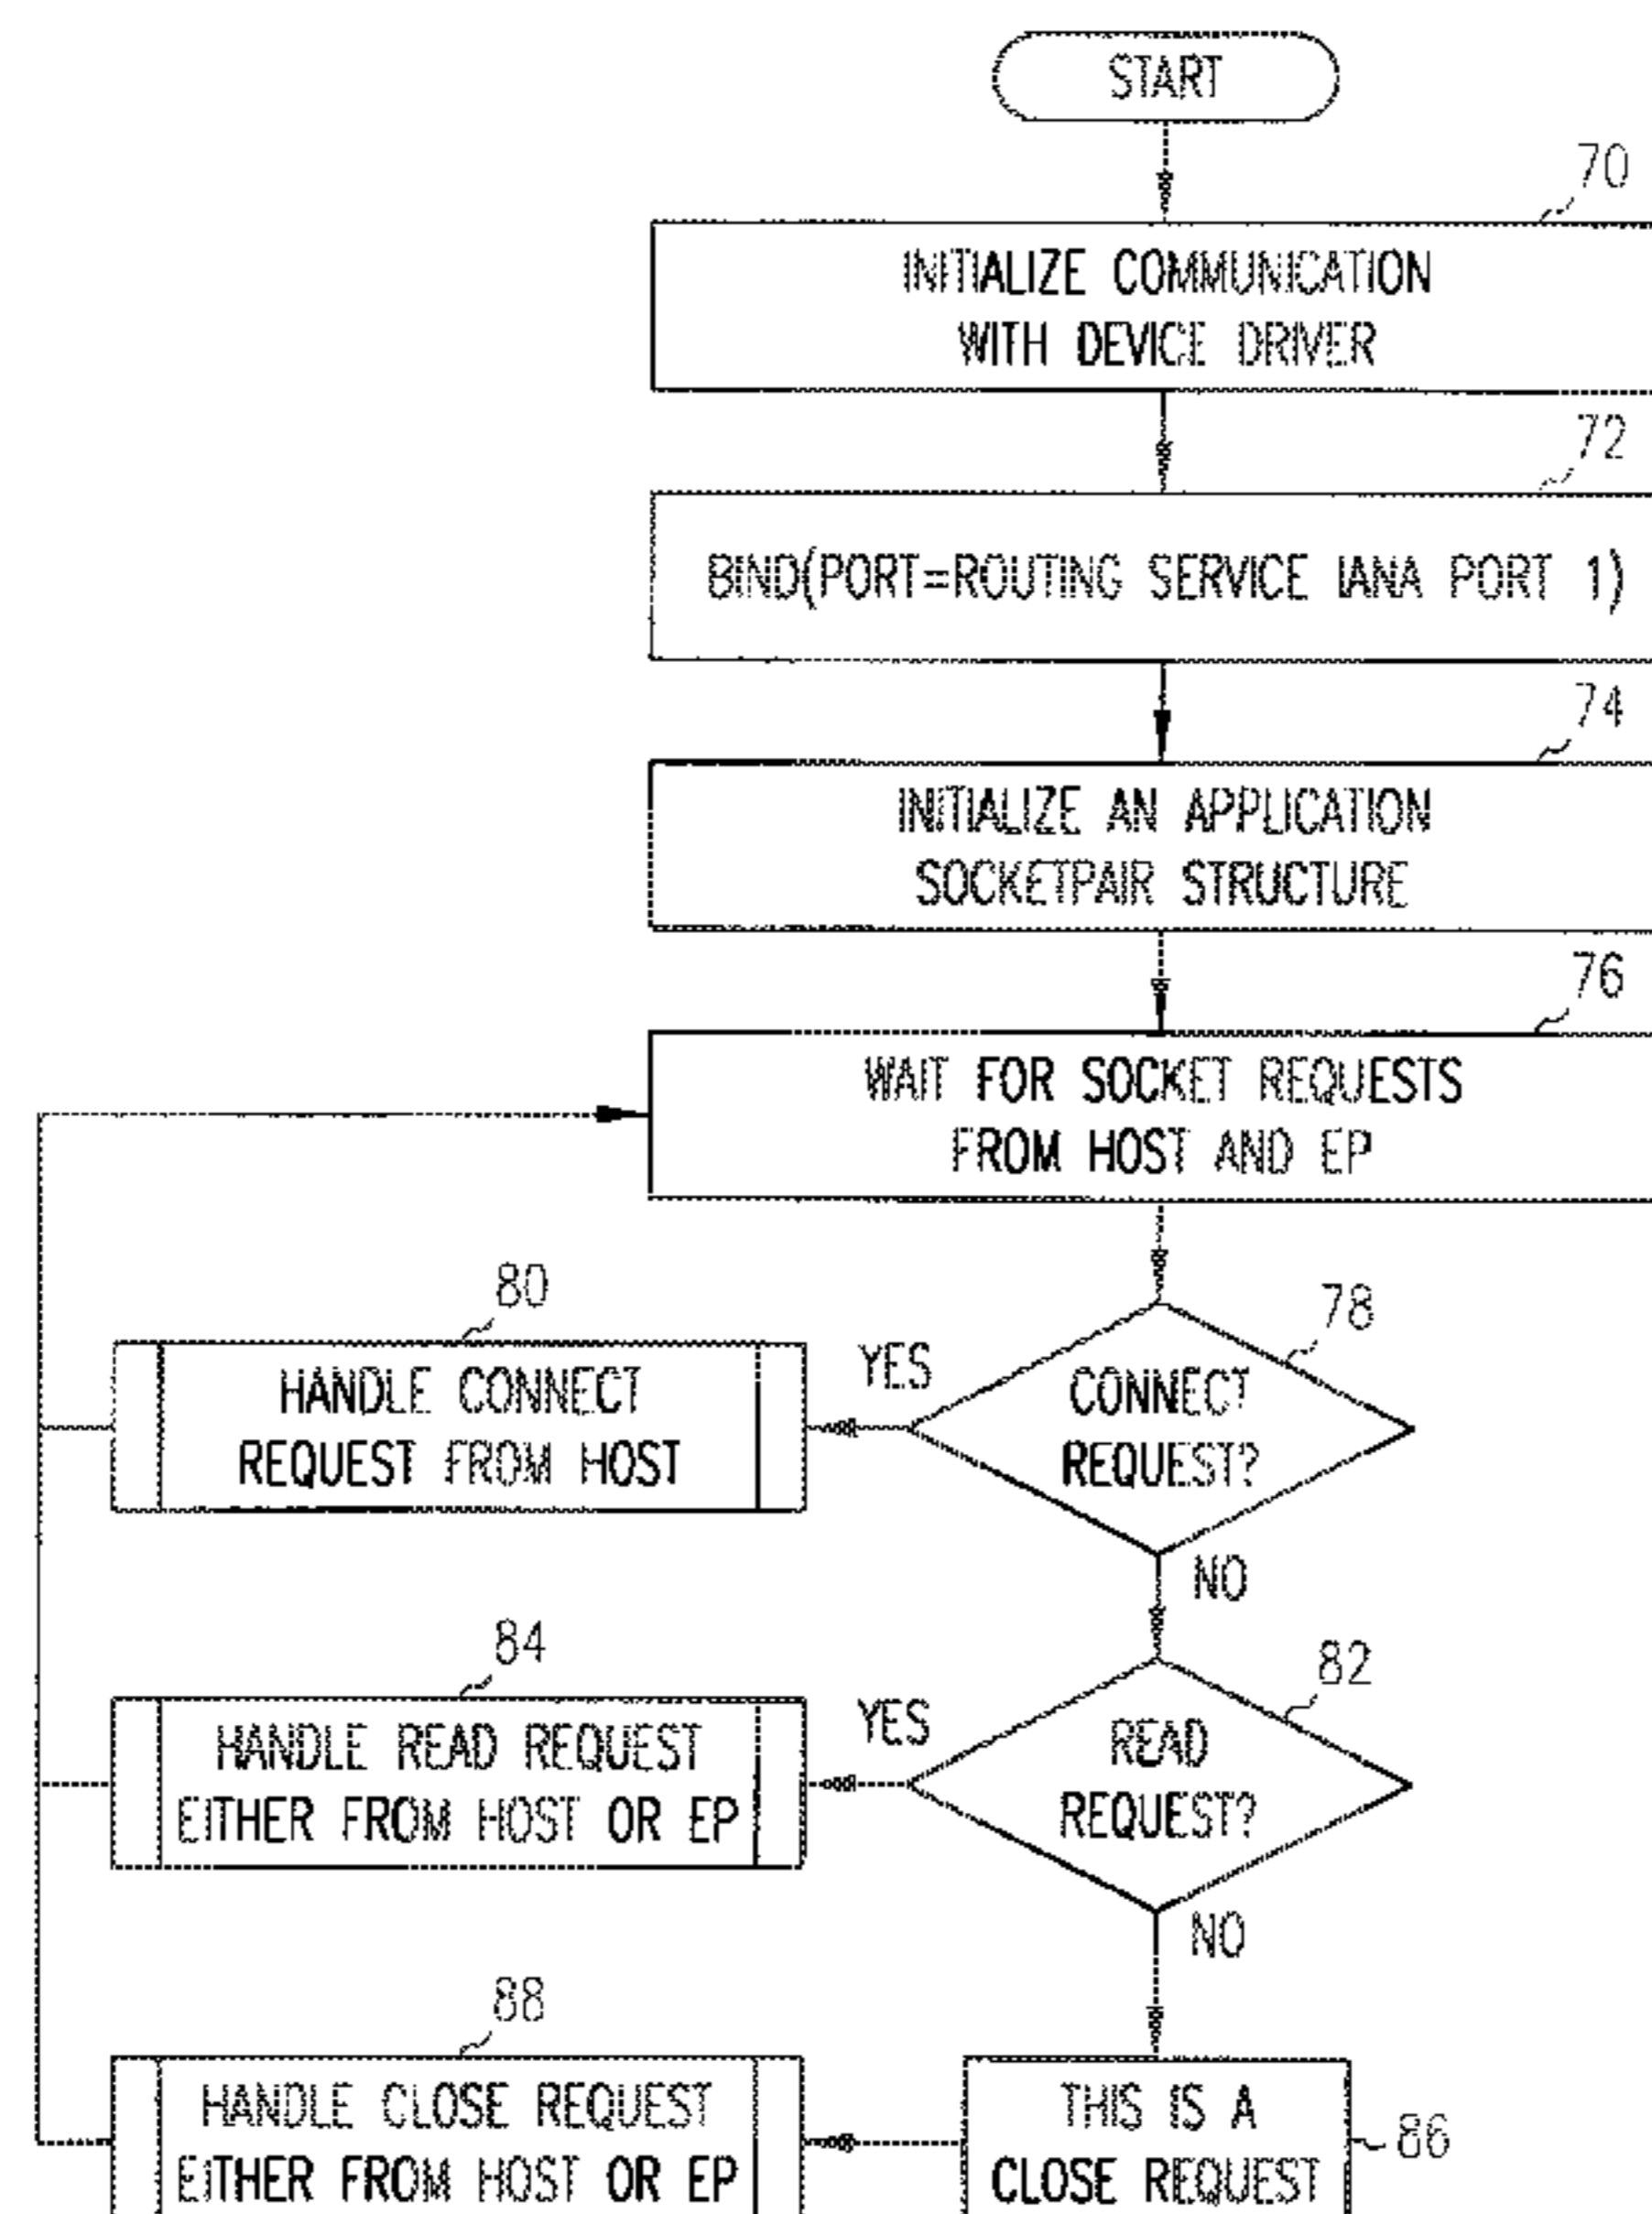 START
70
INITIALIZE COMMUNICATION
WITH DEVICE DRIVER
72
BIND(PORT=ROUTING SERVICE IANA PORT 1)
74
INITIALIZE AN APPLICATION
SOCKETPAIR STRUCTURE
76
WAIT FOR SOCKET REQUESTS
FROM HOST AND EP
80
78
YES
HANDLE CONNECT
REQUEST FROM HOST
CONNECT
REQUEST?
NO
84
82
YES
HANDLE READ REQUEST
EITHER FROM HOST OR EP
READ
REQUEST?
NO
88
HANDLE CLOSE REQUEST
EITHER FROM HOST OR EP
THIS IS A
CLOSE REQUEST
86